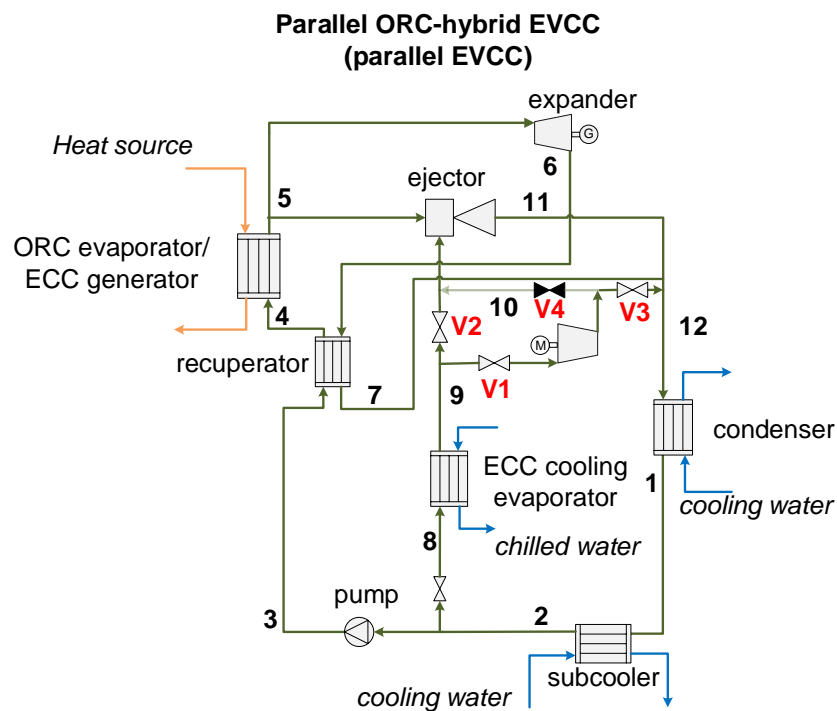 Parallel ORC-hybrid EVCC
(parallel EVCC)
expander
G
Heat source
6
5
ejector
11
ORC evaporator/
ECC generator
10
V4
V3
4
V2
12
M
recuperator
V1
7
9
condenser
ECC cooling
evaporator
1
cooling water
8
chilled water
pump
3
2
subcooler
cooling water